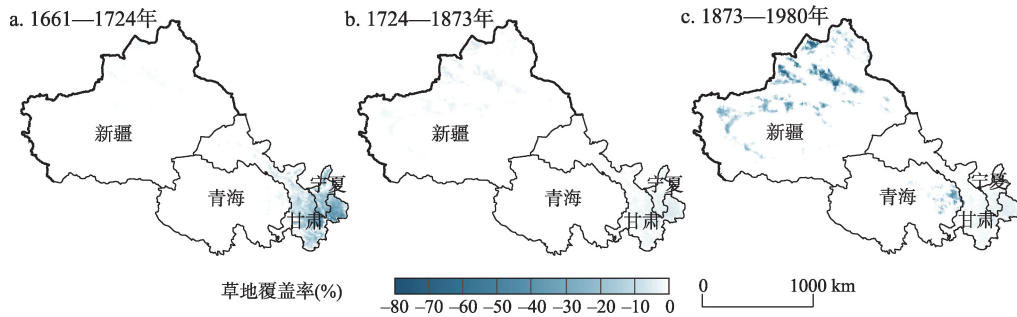 a. 1661—1724年
b. 1724—1873年
c. 1873—1980年
新疆
青海
甘肃
宁夏
新疆
青海
甘肃
宁夏
新疆
青海
甘肃
宁夏
草地覆盖率(%)
–80 –70 –60 –50 –40 –30 –20 –10 0
0 1000 km